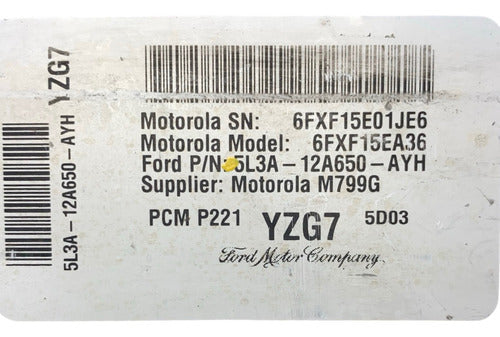 YZG7
5L3A-12A650-AYH
Motorola SN: 6FXF15E01JE6
Motorola Model: 6FXF15EA36
Ford P/N: 5L3A-12A650-AYH
Supplier: Motorola M799G
PCM P221 YZG7 5D03
Ford Motor Company